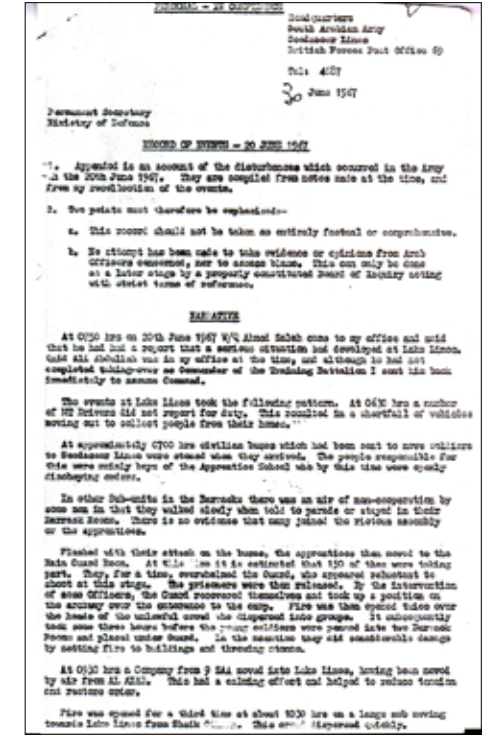 PERSONAL - IN CONFIDENCE
Headquarters
South Arabian Army
Seedaseer Lines
British Forces Post Office 69
Tel: 4087
30 June 1967
Permanent Secretary
Ministry of Defence
RECORD OF EVENTS - 20 JUNE 1967
1. Appended is an account of the disturbances which occurred in the Army
on the 20th June 1967. They are compiled from notes made at the time, and
from my recollection of the events.
2. Two points must therefore be emphasised:-
a. This record should not be taken as entirely factual or comprehensive.
b. No attempt has been made to take evidence or opinions from Arab
Officers concerned, nor to assess blame. This can only be done
at a later stage by a properly constituted Board of Inquiry acting
with strict terms of reference.
NARRATIVE
At 0750 hrs on 20th June 1967 Ahmed Saleh came to my office and said
that he had had a report that a serious situation had developed at Lake Lines.
Qaid Ali Abdullah was in my office at the time, and although he had not
completed taking-over as Commander of the Training Battalion I sent him back
immediately to assume Command.
The events at Lake Lines took the following pattern. At 0630 hrs a number
of MT Drivers did not report for duty. This resulted in a shortfall of vehicles
moving out to collect people from their homes.
At approximately 0700 hrs civilian buses which had been sent to move soldiers
to Seedaseer Lines were stoned when they arrived. The people responsible for
this were mainly boys of the Apprentice School who by this time were openly
disobeying orders.
In other Sub-units in the Barracks there was an air of non-cooperation by
some men in that they walked slowly when told to parade or stayed in their
Barrack Rooms. There is no evidence that many joined the riotous assembly
of the apprentices.
Flushed with their attack on the buses, the apprentices then moved to the
Main Guard Room. At this time it is estimated that 150 of them were taking
part. They, for a time, overwhelmed the Guard, who appeared reluctant to
shoot at this stage. The prisoners were then released. By the intervention
of some Officers, the Guard recovered themselves and took up a position on
the archway over the entrance to the camp. Fire was then opened twice over
the heads of the unlawful crowd who dispersed into groups. It subsequently
took some three hours before the young soldiers were penned into two Barrack
Rooms and placed under Guard. In the meantime they did considerable damage
by setting fire to buildings and throwing stones.
At 0930 hrs a Company from 9 SAA moved into Lake Lines, having been moved
by air from AL ABAD. This had a calming effect and helped to reduce tension
and restore order.
Fire was opened for a third time at about 1030 hrs on a large mob moving
towards Lake Lines from Sheik This crowd dispersed quickly.